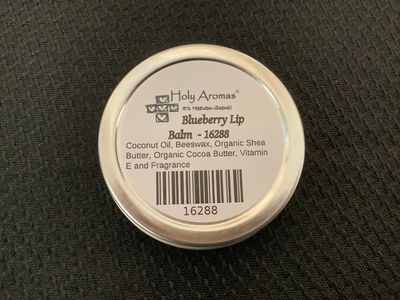 Holy Aromas®
It's Heaven-Scent!
Blueberry Lip
Balm - 16288
Coconut Oil, Beeswax, Organic Shea
Butter, Organic Cocoa Butter, Vitamin
E and Fragrance
16288